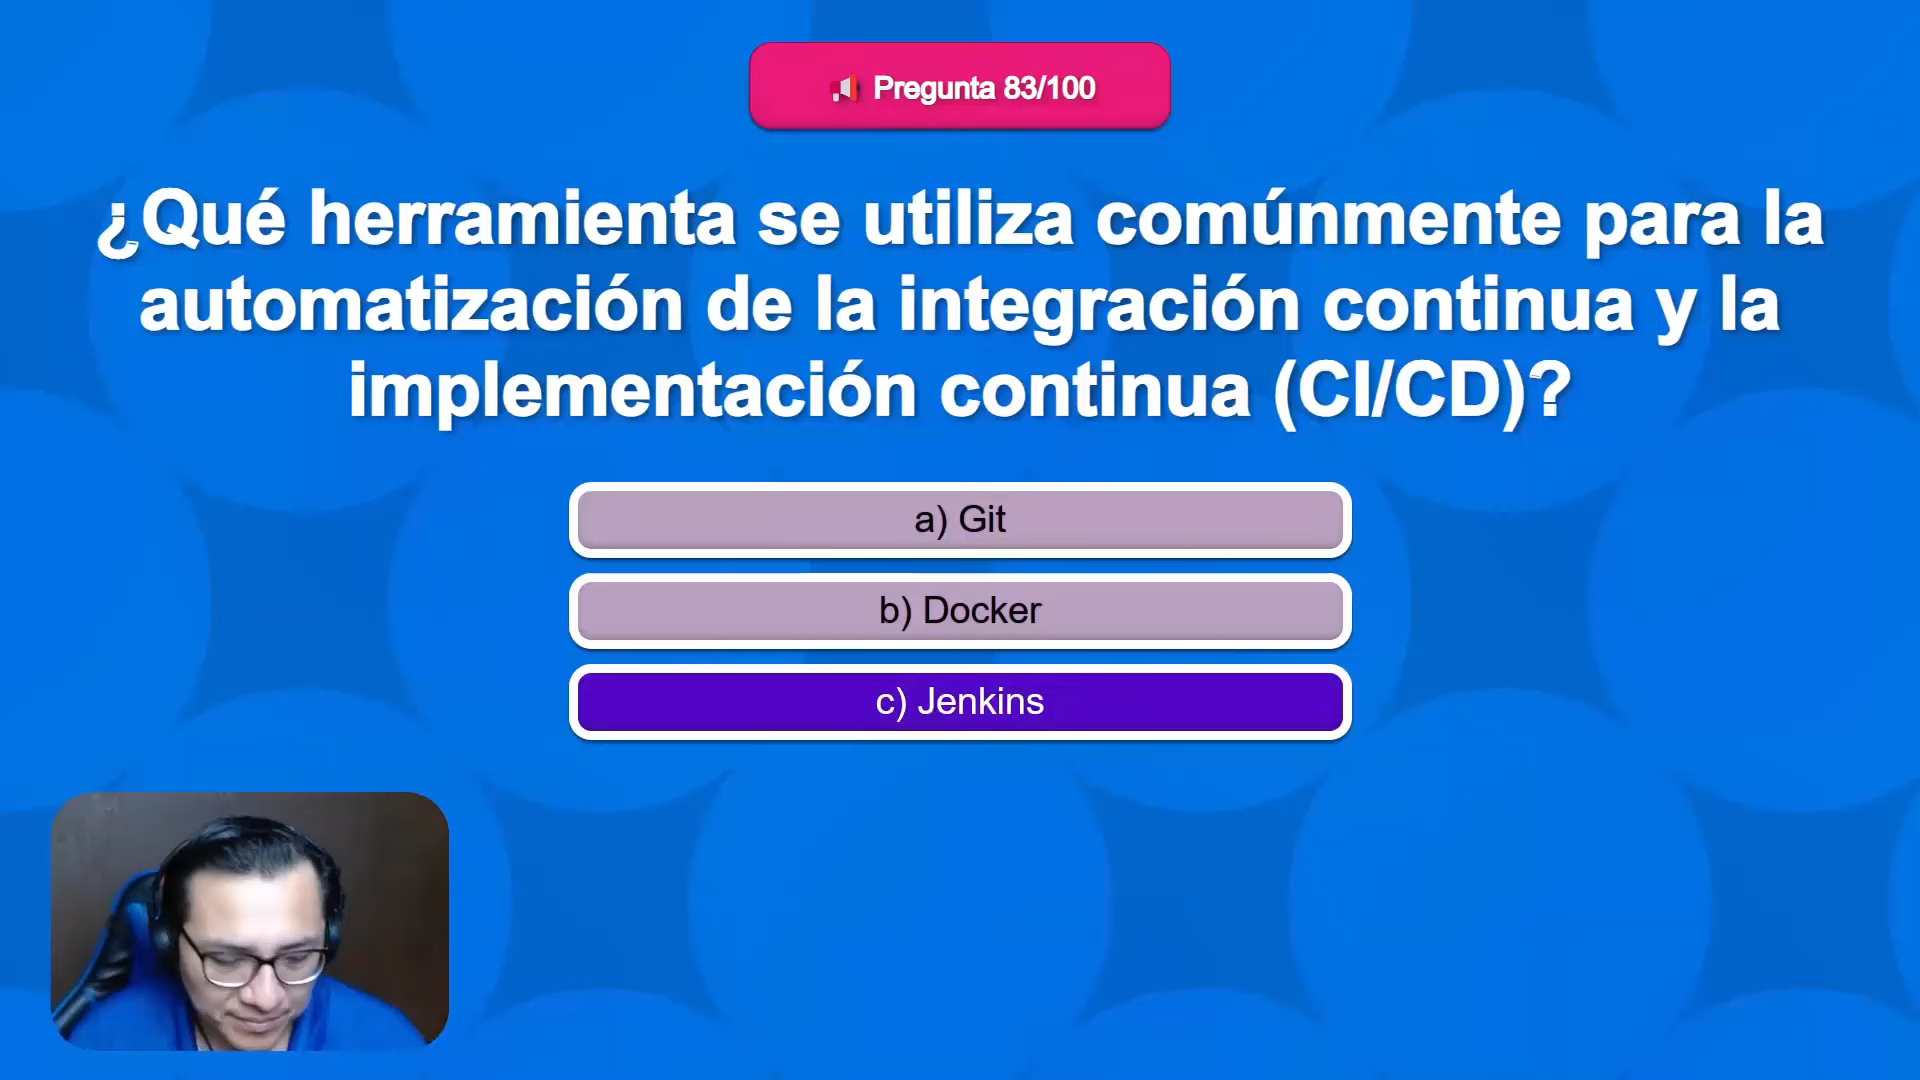 Pregunta 83/100
¿Qué herramienta se utiliza comúnmente para la
automatización de la integración continua y la
implementación continua (CI/CD)?
a) Git
b) Docker
c) Jenkins